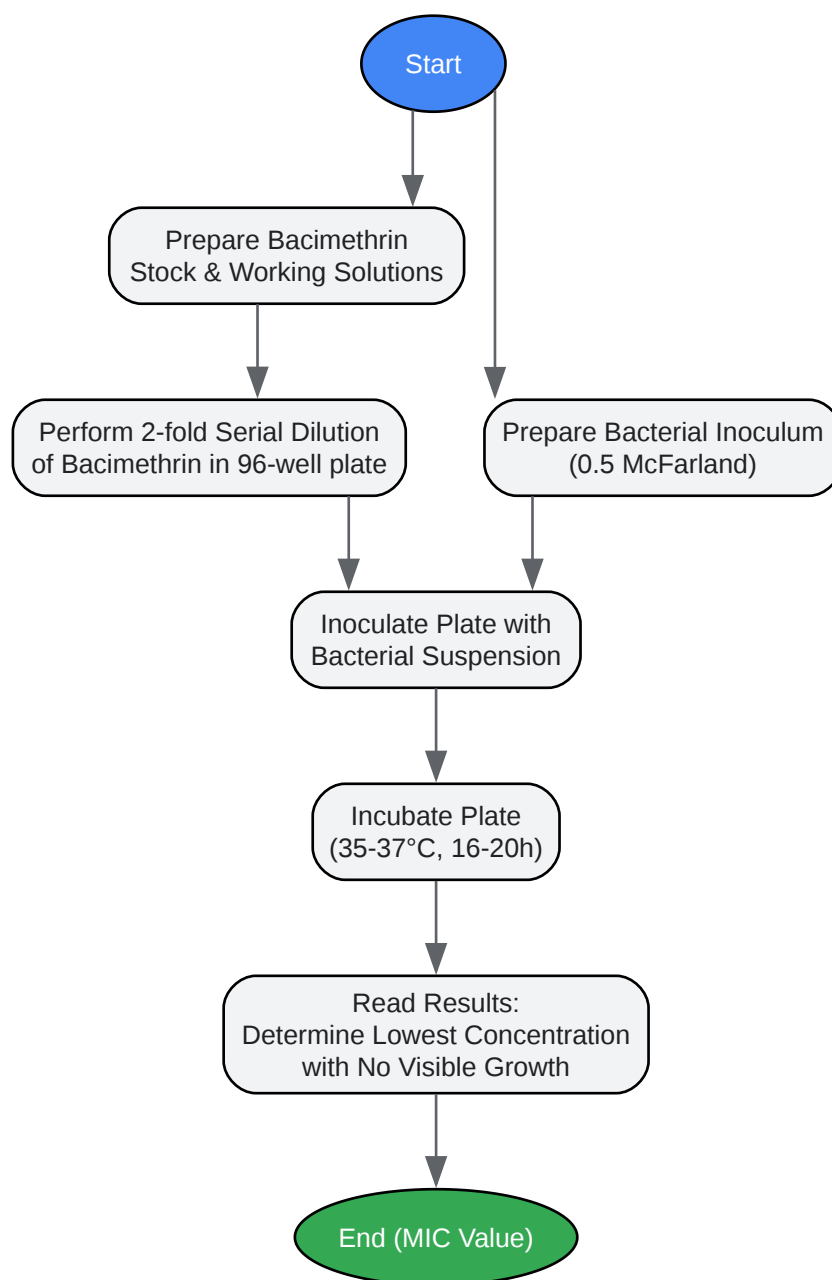 Start
Prepare Bacimethrin
Stock & Working Solutions
Perform 2-fold Serial Dilution
of Bacimethrin in 96-well plate
Prepare Bacterial Inoculum
(0.5 McFarland)
Inoculate Plate with
Bacterial Suspension
Incubate Plate
(35-37°C, 16-20h)
Read Results:
Determine Lowest Concentration
with No Visible Growth
End (MIC Value)